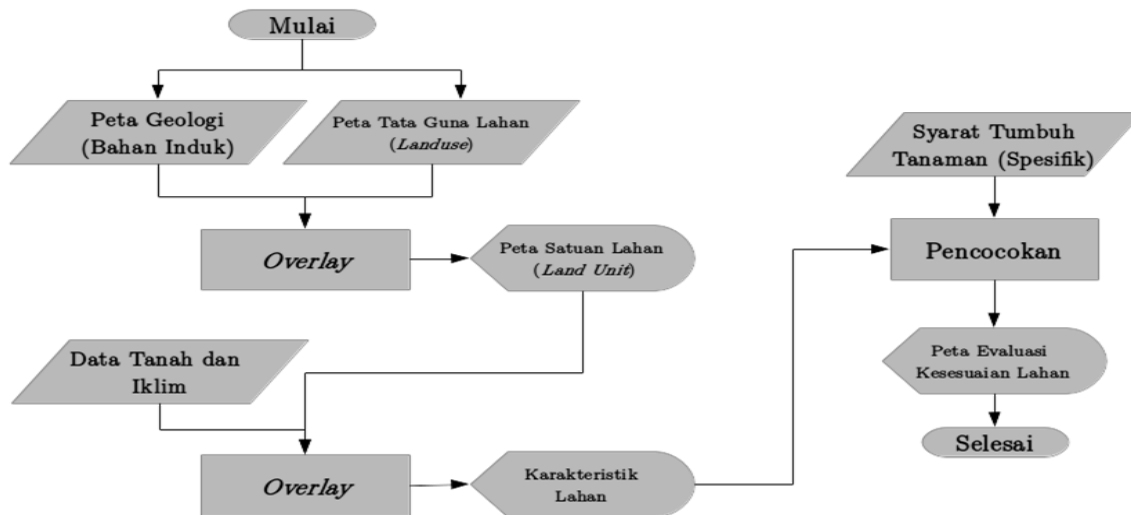 Mulai
Peta Geologi
(Bahan Induk)
Peta Tata Guna Lahan
(Landuse)
Overlay
Peta Satuan Lahan
(Land Unit)
Data Tanah dan
Iklim
Overlay
Karakteristik
Lahan
Syarat Tumbuh
Tanaman (Spesifik)
Pencocokan
Peta Evaluasi
Kesesuaian Lahan
Selesai